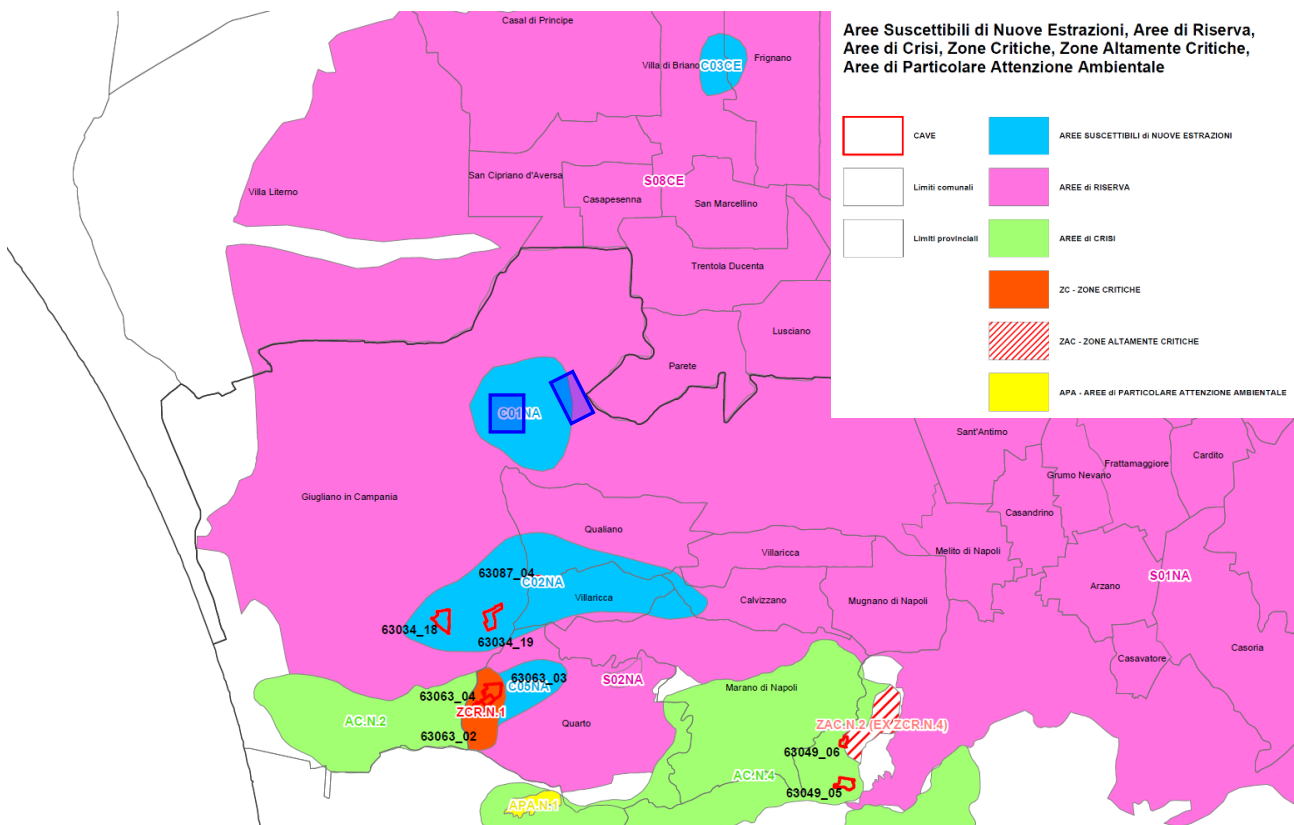 Aree Suscettibili di Nuove Estrazioni, Aree di Riserva,
Aree di Crisi, Zone Critiche, Zone Altamente Critiche,
Aree di Particolare Attenzione Ambientale
CAVE
AREE SUSCETTIBILI di NUOVE ESTRAZIONI
Limiti comunali
AREE di RISERVA
Limiti provinciali
AREE di CRISI
ZC - ZONE CRITICHE
ZAC - ZONE ALTAMENTE CRITICHE
APA - AREE di PARTICOLARE ATTENZIONE AMBIENTALE
Casal di Principe
Villa di Briano
C03CE
Frignano
San Cipriano d'Aversa
S08CE
Villa Literno
Casapesenna
San Marcellino
Trentola Ducenta
Lusciano
Parete
C01NA
Sant'Antimo
Cardito
Frattamaggiore
Grumo Nevano
Giugliano in Campania
Casandrino
Qualiano
Villaricca
Melito di Napoli
63087_04
C02NA
S01NA
Arzano
Villaricca
Calvizzano
Mugnano di Napoli
63034_18
63034_19
Casoria
Casavatore
63063_03
S02NA
C05NA
Marano di Napoli
63063_04
ZCR.N.1
AC.N.2
Quarto
ZAC.N.2 (EX ZCR.N.4)
63063_02
63049_06
AC.N.4
63049_05
APA.N.1